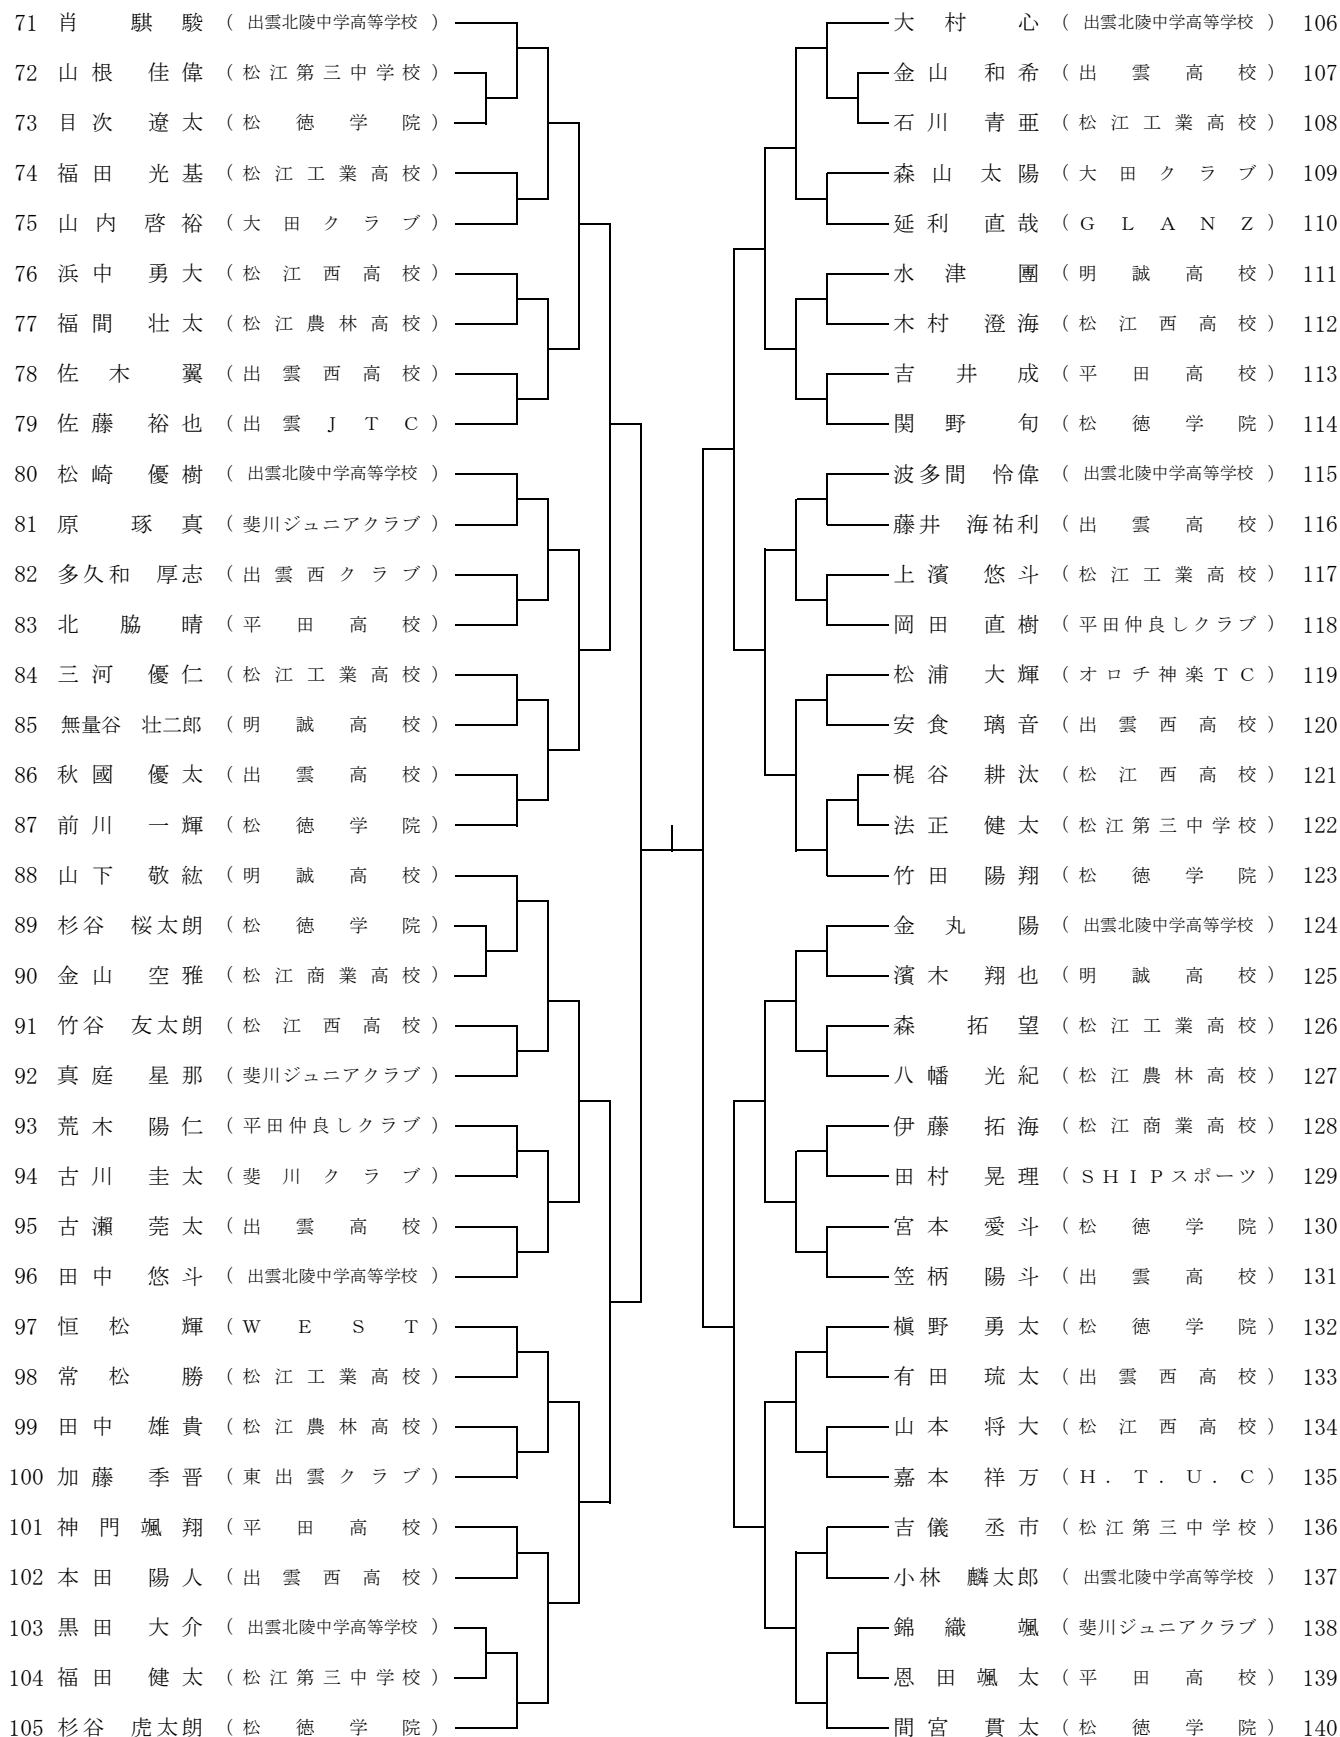 71 肖 騏駿 (出雲北陵中学高等学校)
72 山根 佳偉 (松江第三中学校)
73 目次 遼太 (松徳学院)
74 福田 光基 (松江工業高校)
75 山内 啓裕 (大田クラブ)
76 浜中 勇大 (松江西高校)
77 福間 壮太 (松江農林高校)
78 佐木 翼 (出雲西高校)
79 佐藤 裕也 (出雲JTC)
80 松崎 優樹 (出雲北陵中学高等学校)
81 原 琢真 (斐川ジュニアクラブ)
82 多久和 厚志 (出雲西クラブ)
83 北脇 晴 (平田高校)
84 三河 優仁 (松江工業高校)
85 無量谷 壮二郎 (明誠高校)
86 秋國 優太 (出雲高校)
87 前川 一輝 (松徳学院)
88 山下 敬紘 (明誠高校)
89 杉谷 桜太朗 (松徳学院)
90 金山 空雅 (松江商業高校)
91 竹谷 友太朗 (松江西高校)
92 真庭 星那 (斐川ジュニアクラブ)
93 荒木 陽仁 (平田仲良しクラブ)
94 古川 圭太 (斐川クラブ)
95 古瀬 莞太 (出雲高校)
96 田中 悠斗 (出雲北陵中学高等学校)
97 恒松 輝 (WEST)
98 常松 勝 (松江工業高校)
99 田中 雄貴 (松江農林高校)
100 加藤 季晋 (東出雲クラブ)
101 神門 颯翔 (平田高校)
102 本田 陽人 (出雲西高校)
103 黒田 大介 (出雲北陵中学高等学校)
104 福田 健太 (松江第三中学校)
105 杉谷 虎太朗 (松徳学院)
大村 心 (出雲北陵中学高等学校) 106
金山 和希 (出雲高校) 107
石川 青亜 (松江工業高校) 108
森山 太陽 (大田クラブ) 109
延利 直哉 (GLANZ) 110
水津 團 (明誠高校) 111
木村 澄海 (松江西高校) 112
吉井 成 (平田高校) 113
関野 旬 (松徳学院) 114
波多間 怜偉 (出雲北陵中学高等学校) 115
藤井 海祐利 (出雲高校) 116
上濱 悠斗 (松江工業高校) 117
岡田 直樹 (平田仲良しクラブ) 118
松浦 大輝 (オロチ神楽TC) 119
安食 璃音 (出雲西高校) 120
梶谷 耕汰 (松江西高校) 121
法正 健太 (松江第三中学校) 122
竹田 陽翔 (松徳学院) 123
金丸 陽 (出雲北陵中学高等学校) 124
濱木 翔也 (明誠高校) 125
森 拓望 (松江工業高校) 126
八幡 光紀 (松江農林高校) 127
伊藤 拓海 (松江商業高校) 128
田村 晃理 (SHIPスポーツ) 129
宮本 愛斗 (松徳学院) 130
笠柄 陽斗 (出雲高校) 131
槇野 勇太 (松徳学院) 132
有田 琉太 (出雲西高校) 133
山本 将大 (松江西高校) 134
嘉本 祥万 (H.T.U.C) 135
吉儀 丞市 (松江第三中学校) 136
小林 麟太郎 (出雲北陵中学高等学校) 137
錦織 颯 (斐川ジュニアクラブ) 138
恩田 颯太 (平田高校) 139
間宮 貫太 (松徳学院) 140